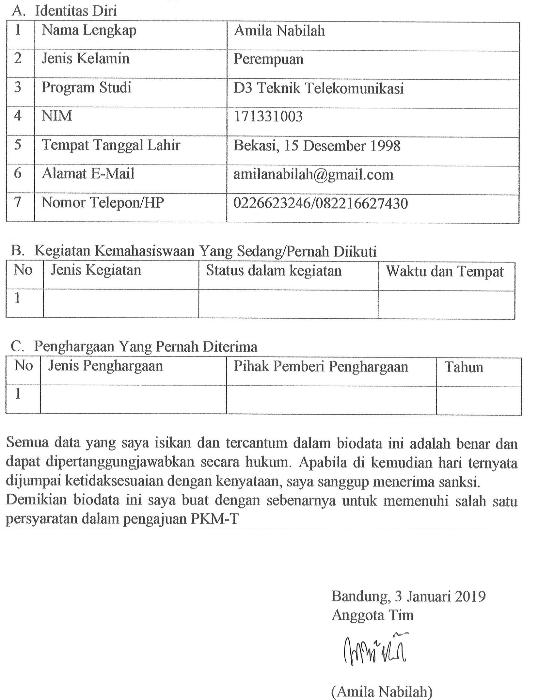 A. Identitas Diri
1 Nama Lengkap Amila Nabilah
2 Jenis Kelamin Perempuan
3 Program Studi D3 Teknik Telekomunikasi
4 NIM 171331003
5 Tempat Tanggal Lahir Bekasi, 15 Desember 1998
6 Alamat E-Mail amilanabilah@gmail.com
7 Nomor Telepon/HP 0226623246/082216627430
B. Kegiatan Kemahasiswaan Yang Sedang/Pernah Diikuti
No Jenis Kegiatan Status dalam kegiatan Waktu dan Tempat
1
C. Penghargaan Yang Pernah Diterima
No Jenis Penghargaan Pihak Pemberi Penghargaan Tahun
1
Semua data yang saya isikan dan tercantum dalam biodata ini adalah benar dan
dapat dipertanggungjawabkan secara hukum. Apabila di kemudian hari ternyata
dijumpai ketidaksesuaian dengan kenyataan, saya sanggup menerima sanksi.
Demikian biodata ini saya buat dengan sebenarnya untuk memenuhi salah satu
persyaratan dalam pengajuan PKM-T
Bandung, 3 Januari 2019
Anggota Tim
(Amila Nabilah)